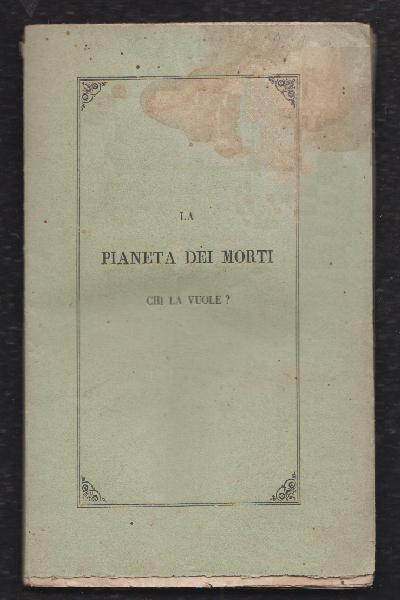 LA
PIANETA DEI MORTI
CHI LA VUOLE ?